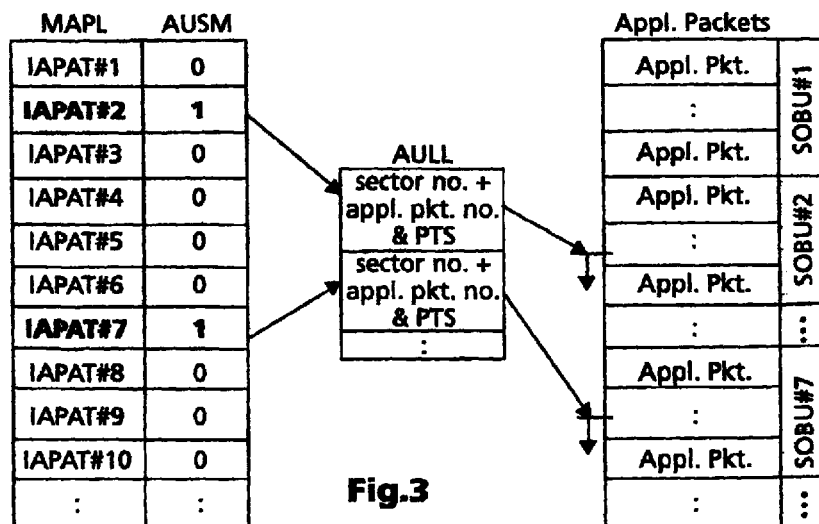 MAPL AUSM
IAPAT#1 0
IAPAT#2 1
IAPAT#3 0
IAPAT#4 0
IAPAT#5 0
IAPAT#6 0
IAPAT#7 1
IAPAT#8 0
IAPAT#9 0
IAPAT#10 0
: :
AULL
sector no. +
appl. pkt. no.
& PTS
sector no. +
appl. pkt. no.
& PTS
:
Appl. Packets
Appl. Pkt.
:
Appl. Pkt.
SOBU#1
Appl. Pkt.
:
Appl. Pkt.
SOBU#2
: ...
Appl. Pkt.
:
Appl. Pkt.
SOBU#7
: ...
Fig.3